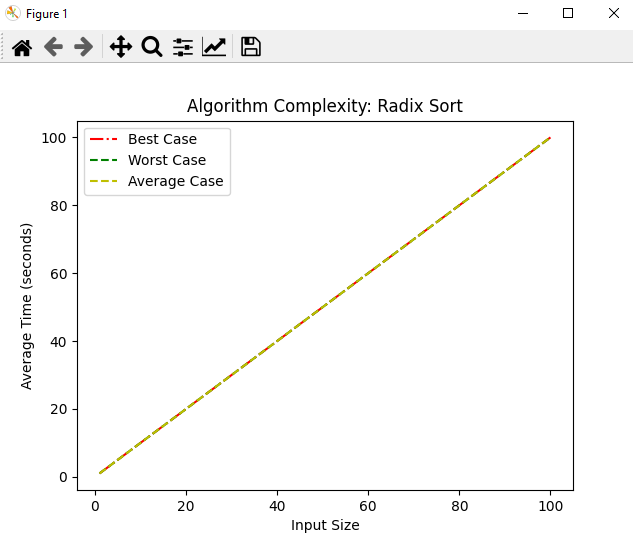 Figure 1
Algorithm Complexity: Radix Sort
Best Case
Worst Case
Average Case
Average Time (seconds)
100
80
60
40
20
0
0 20 40 60 80 100
Input Size